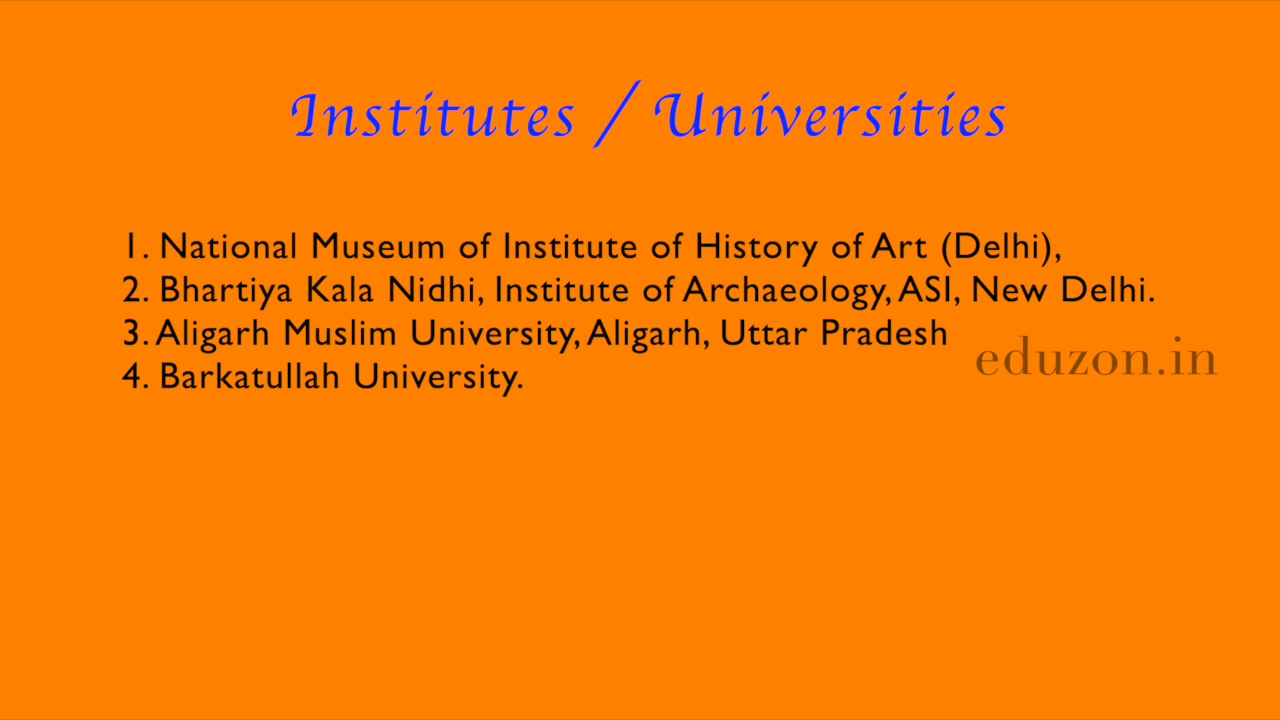 Institutes / Universities
1. National Museum of Institute of History of Art (Delhi),
2. Bhartiya Kala Nidhi, Institute of Archaeology, ASI, New Delhi.
3. Aligarh Muslim University, Aligarh, Uttar Pradesh
eduzon.in
4. Barkatullah University.